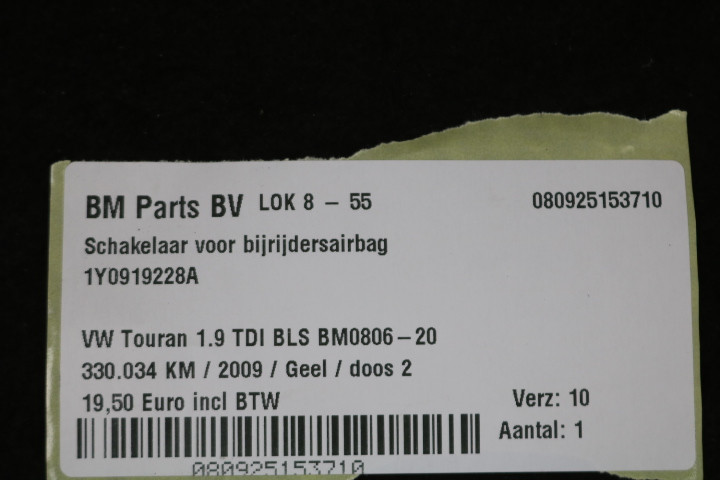 BM Parts BV LOK 8 - 55 080925153710
Schakelaar voor bijrijdersairbag
1Y0919228A
VW Touran 1.9 TDI BLS BM0806-20
330.034 KM / 2009 / Geel / doos 2
19,50 Euro incl BTW Verz: 10
Aantal: 1
080925153710